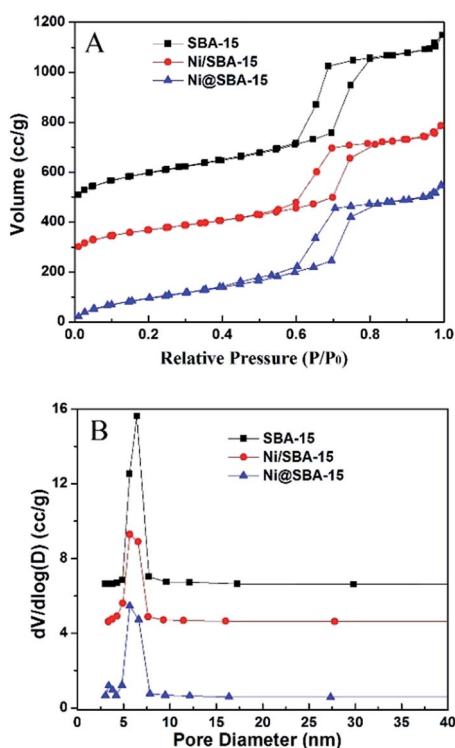 A
SBA-15
Ni/SBA-15
Ni@SBA-15
1200
1000
800
600
400
200
0
Volume (cc/g)
0.0 0.2 0.4 0.6 0.8 1.0
Relative Pressure (P/P0)
B
SBA-15
Ni/SBA-15
Ni@SBA-15
16
12
8
4
0
dV/dlog(D) (cc/g)
0 5 10 15 20 25 30 35 40
Pore Diameter (nm)